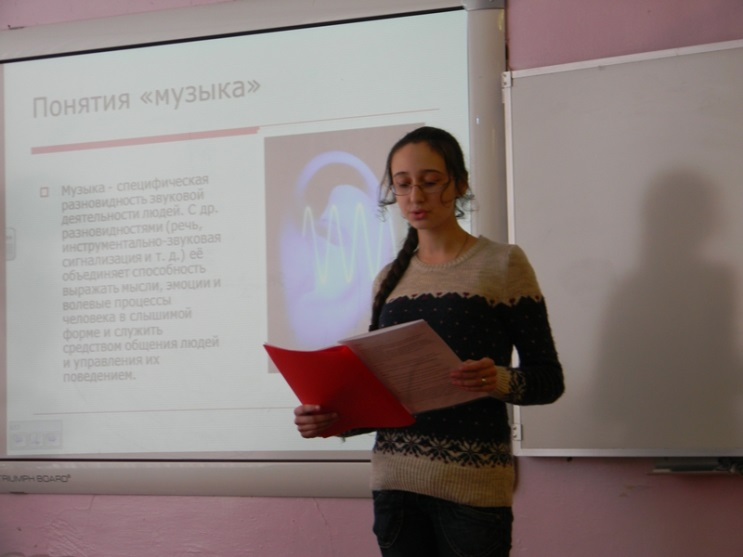 Понятия «музыка»
Музыка - специфическая
разновидность звуковой
деятельности людей. С др.
разновидностями (речь,
инструментально-звуковая
сигнализация и т. д.) её
объединяет способность
выражать мысли, эмоции и
волевые процессы
человека в слышимой
форме и служить
средством общения людей
и управления их
поведением.
TRIUMPH BOARD